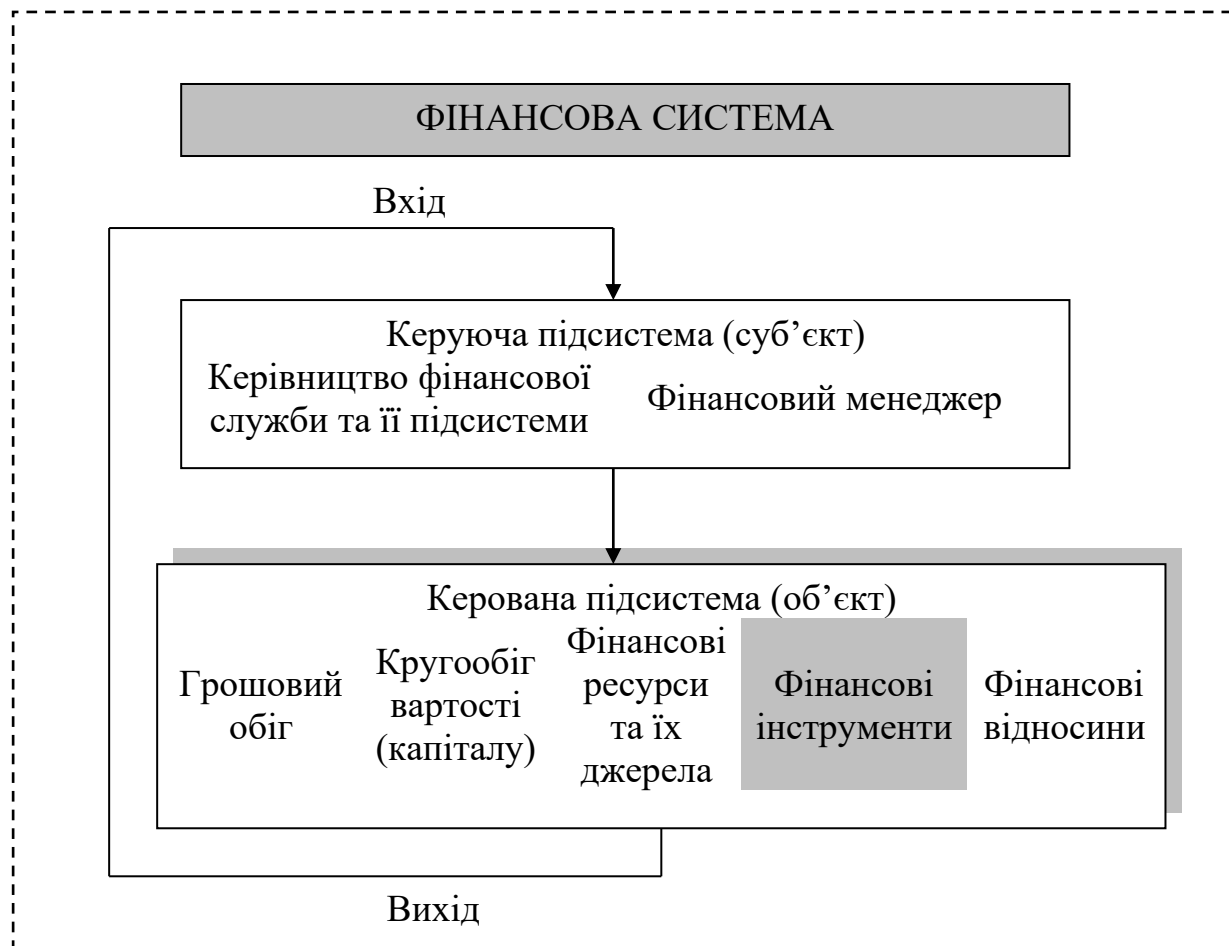 ФІНАНСОВА СИСТЕМА
Вхід
Керуюча підсистема (суб’єкт)
Керівництво фінансової
служби та її підсистеми
Фінансовий менеджер
Керована підсистема (об’єкт)
Грошовий
обіг
Кругообіг
вартості
(капіталу)
Фінансові
ресурси
та їх
джерела
Фінансові
інструменти
Фінансові
відносини
Вихід